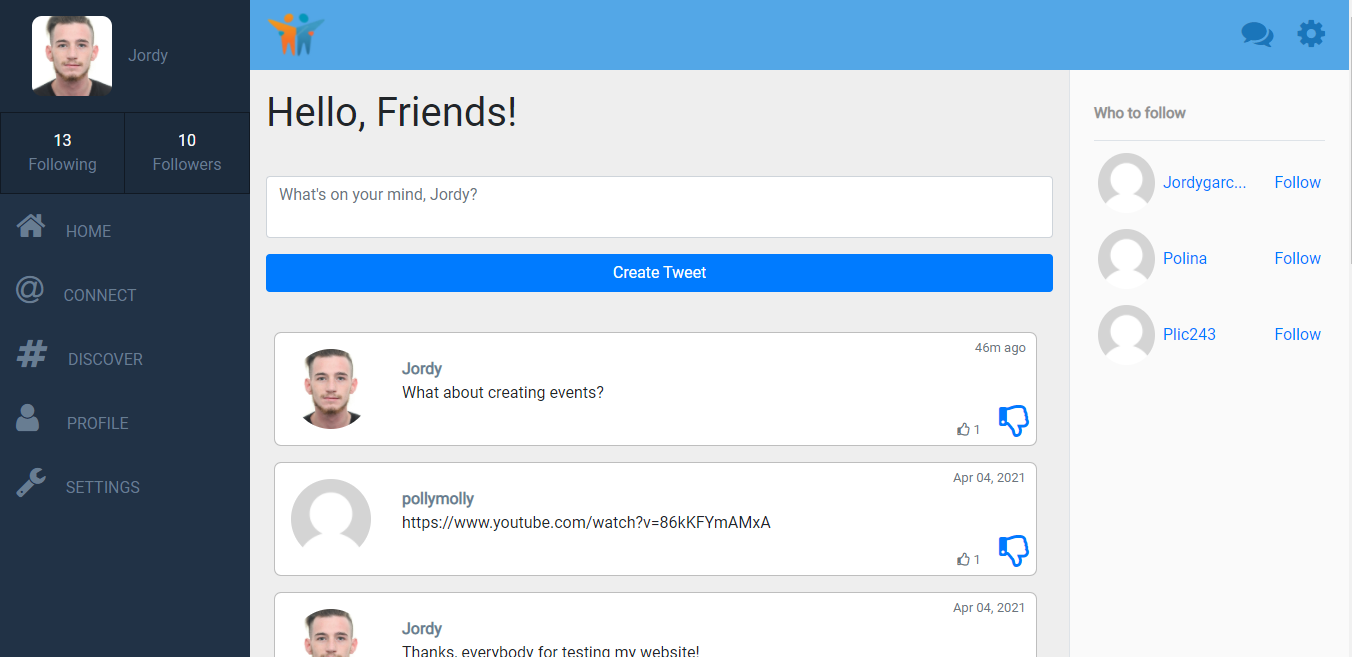 Jordy
13
Following
10
Followers
HOME
@ CONNECT
# DISCOVER
PROFILE
SETTINGS
Hello, Friends!
What's on your mind, Jordy?
Create Tweet
46m ago
Jordy
What about creating events?
1
Apr 04, 2021
pollymolly
https://www.youtube.com/watch?v=86kKFYmAMxA
1
Apr 04, 2021
Jordy
Thanks, everybody for testing my website!
Who to follow
Jordygarc... Follow
Polina Follow
Plic243 Follow